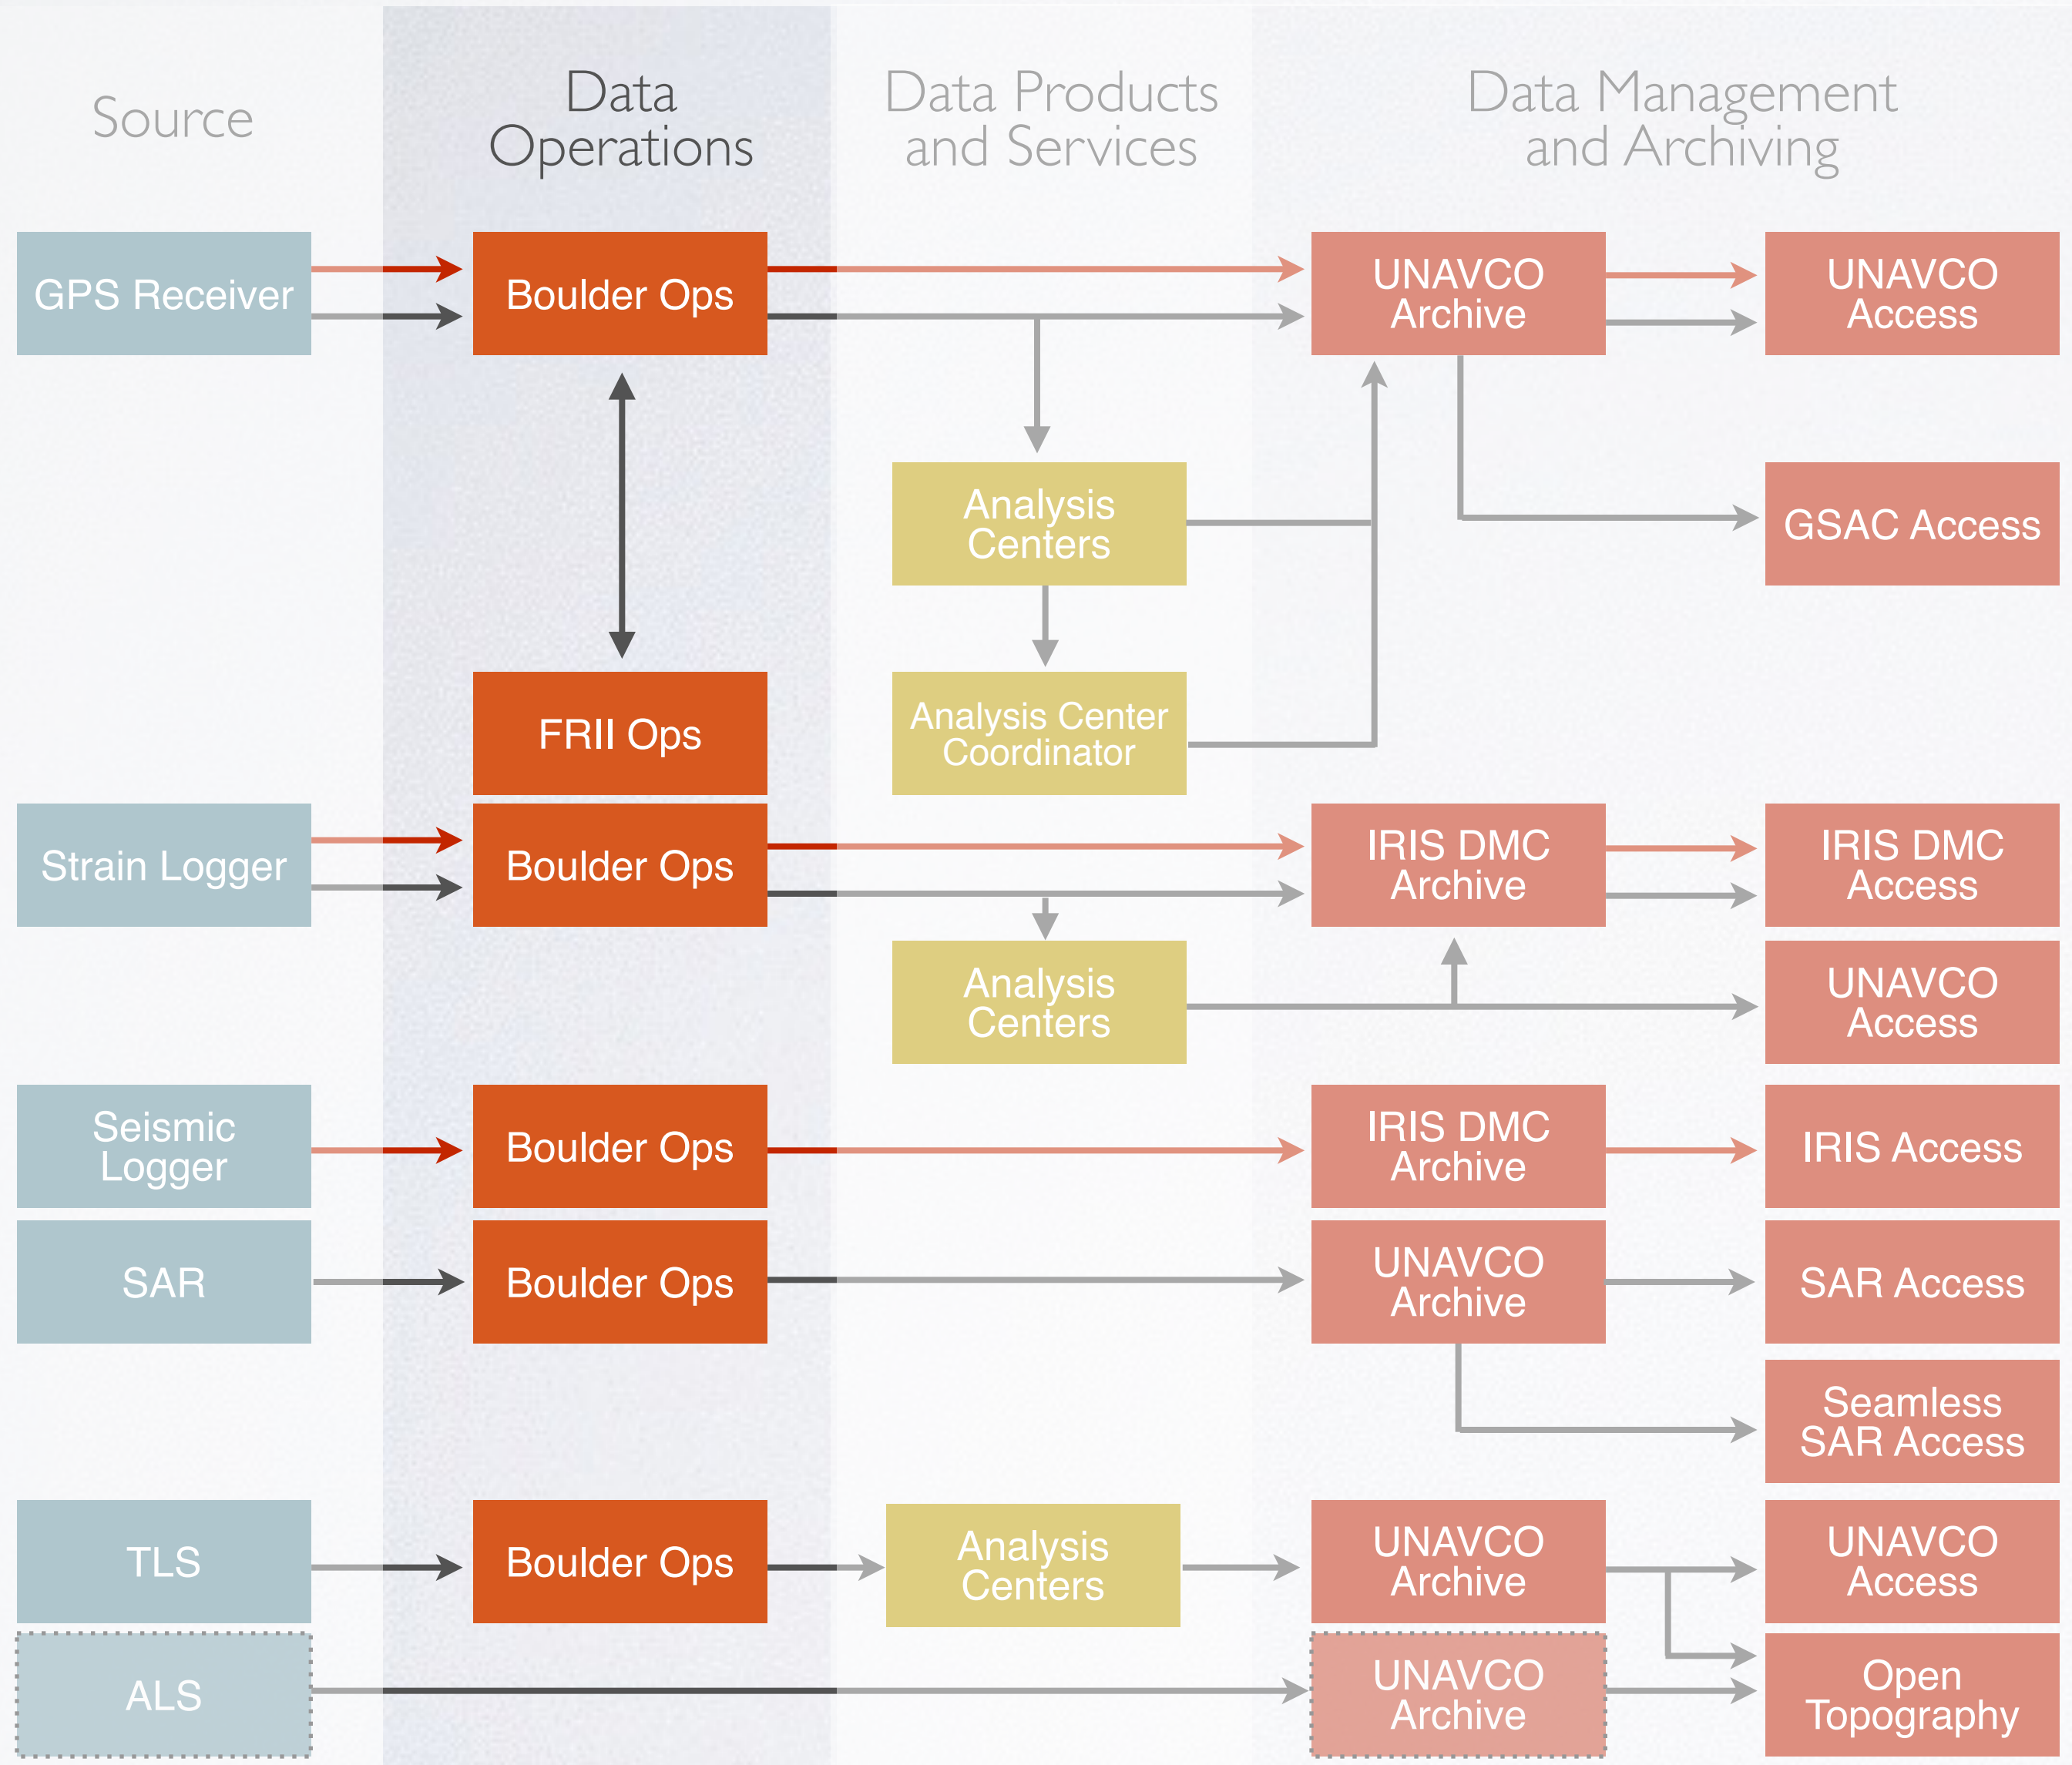 Source
Data
Operations
Data Products
and Services
Data Management
and Archiving
GPS Receiver
Boulder Ops
UNAVCO
Archive
UNAVCO
Access
Analysis
Centers
GSAC Access
FRII Ops
Analysis Center
Coordinator
Strain Logger
Boulder Ops
IRIS DMC
Archive
IRIS DMC
Access
Analysis
Centers
UNAVCO
Access
Seismic
Logger
Boulder Ops
IRIS DMC
Archive
IRIS Access
SAR
Boulder Ops
UNAVCO
Archive
SAR Access
Seamless
SAR Access
TLS
Boulder Ops
Analysis
Centers
UNAVCO
Archive
UNAVCO
Access
ALS
UNAVCO
Archive
Open
Topography